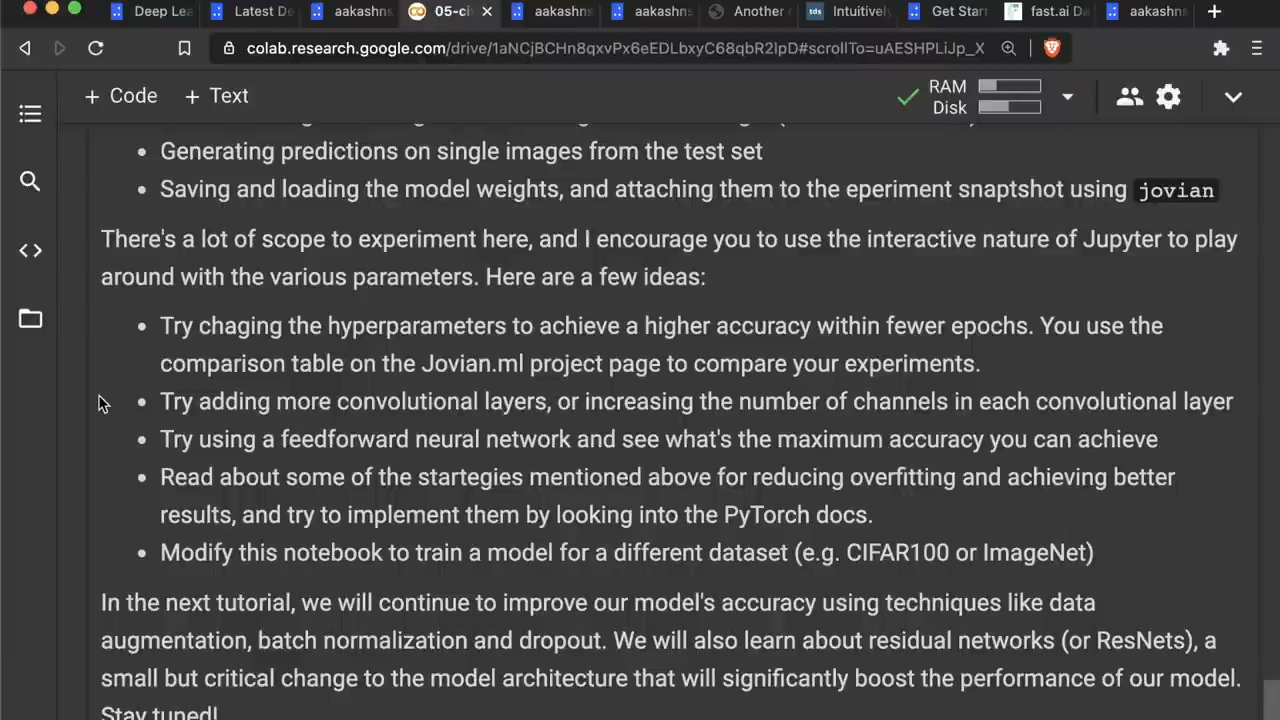 Deep Lea
Latest De
aakashns
05-ci
aakashns
aakashns
Another
tds Intuitively
Get Star
fast.ai Da
aakashns
colab.research.google.com/drive/1aNCjBCHn8qxvPx6eEDLbxyC68qbR2IpD#scrollTo=uAESHPLiJp_X
+ Code + Text
RAM
Disk
• Generating predictions on single images from the test set
• Saving and loading the model weights, and attaching them to the eperiment snapshot using jovian
There's a lot of scope to experiment here, and I encourage you to use the interactive nature of Jupyter to play
around with the various parameters. Here are a few ideas:
• Try chaging the hyperparameters to achieve a higher accuracy within fewer epochs. You use the
comparison table on the Jovian.ml project page to compare your experiments.
• Try adding more convolutional layers, or increasing the number of channels in each convolutional layer
• Try using a feedforward neural network and see what's the maximum accuracy you can achieve
• Read about some of the startegies mentioned above for reducing overfitting and achieving better
results, and try to implement them by looking into the PyTorch docs.
• Modify this notebook to train a model for a different dataset (e.g. CIFAR100 or ImageNet)
In the next tutorial, we will continue to improve our model's accuracy using techniques like data
augmentation, batch normalization and dropout. We will also learn about residual networks (or ResNets), a
small but critical change to the model architecture that will significantly boost the performance of our model.
Stay tuned!